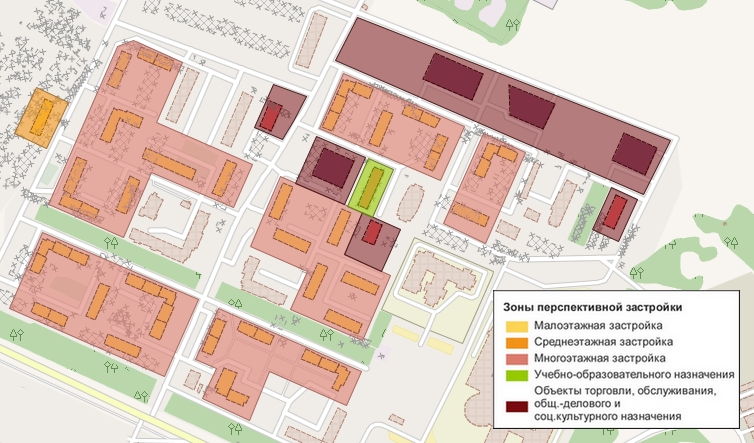 Зоны перспективной застройки
Малоэтажная застройка
Среднеэтажная застройка
Многоэтажная застройка
Учебно-образовательного назначения
Объекты торговли, обслуживания,
общ.-делового и
соц.культурного назначения